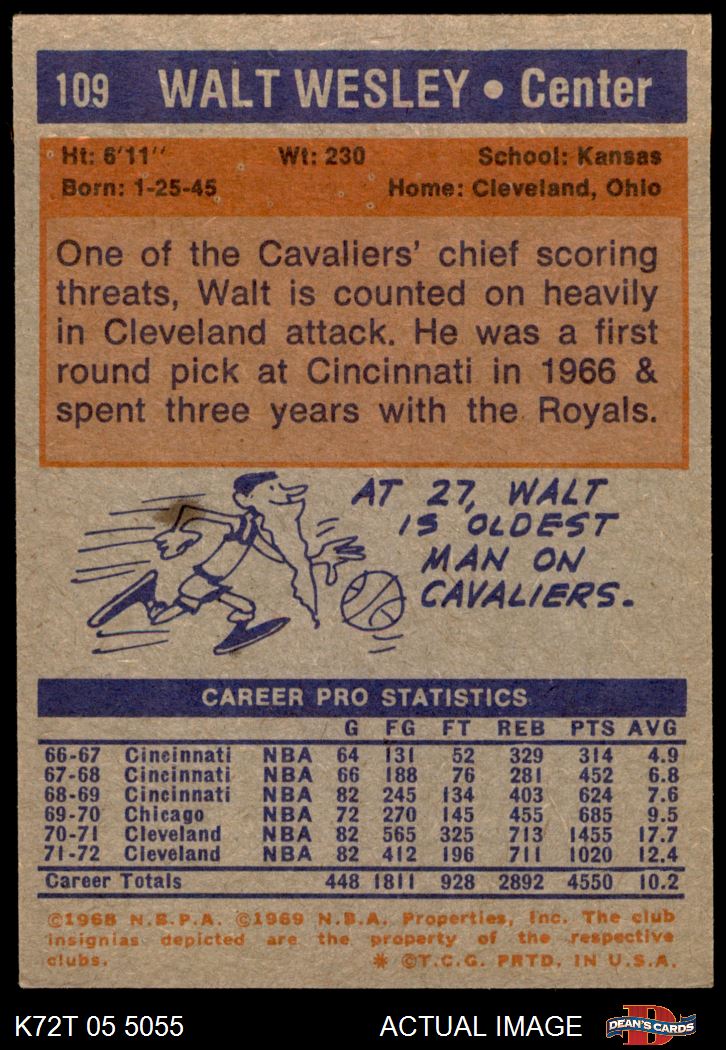 109 WALT WESLEY • Center
Ht: 6'11'' Wt: 230 School: Kansas
Born: 1-25-45 Home: Cleveland, Ohio
One of the Cavaliers' chief scoring
threats, Walt is counted on heavily
in Cleveland attack. He was a first
round pick at Cincinnati in 1966 &
spent three years with the Royals.
AT 27, WALT
IS OLDEST
MAN ON
CAVALIERS.
CAREER PRO STATISTICS
G FG FT REB PTS AVG
66-67 Cincinnati NBA 64 131 52 329 314 4.9
67-68 Cincinnati NBA 66 188 76 281 452 6.8
68-69 Cincinnati NBA 82 245 134 403 624 7.6
69-70 Chicago NBA 72 270 145 455 685 9.5
70-71 Cleveland NBA 82 565 325 713 1455 17.7
71-72 Cleveland NBA 82 412 196 711 1020 12.4
Career Totals 448 1811 928 2892 4550 10.2
©1968 N.B.P.A. ©1969 N.B.A. Properties, Inc. The club
insignias depicted are the property of the respective
clubs. * ©T.C.G. PRTD. IN U.S.A.
K72T 05 5055 ACTUAL IMAGE D DEAN'S CARDS